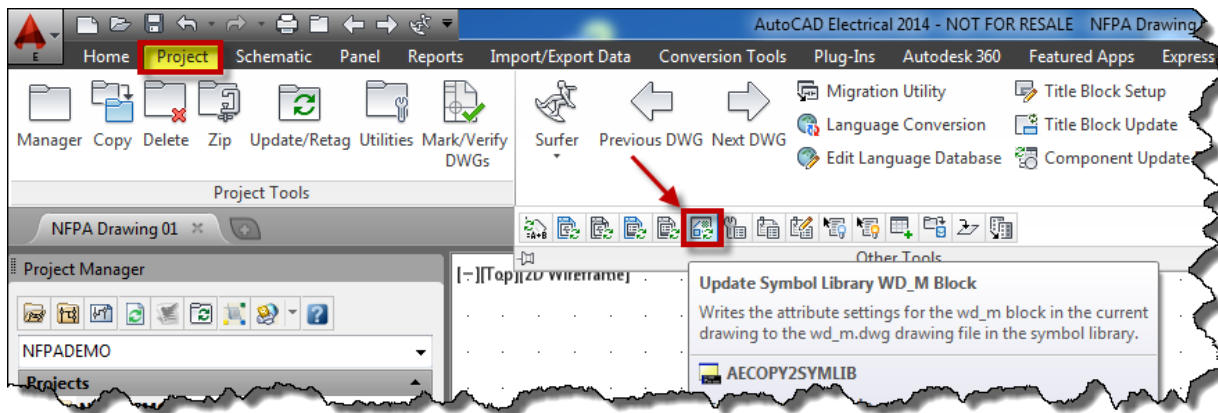 AutoCAD Electrical 2014 - NOT FOR RESALE NFPA Drawing
E
Home Project Schematic Panel Reports Import/Export Data Conversion Tools Plug-Ins Autodesk 360 Featured Apps Express
Manager Copy Delete Zip Update/Retag Utilities Mark/Verify DWGs
Surfer Previous DWG Next DWG
Migration Utility
Language Conversion
Edit Language Database
Title Block Setup
Title Block Update
Component Update
Project Tools
=A+B
Other Tools
NFPA Drawing 01
Project Manager
[–][Top][2D Wireframe]
NFPADEMO
Projects
Update Symbol Library WD_M Block
Writes the attribute settings for the wd_m block in the current
drawing to the wd_m.dwg drawing file in the symbol library.
AECOPY2SYMLIB